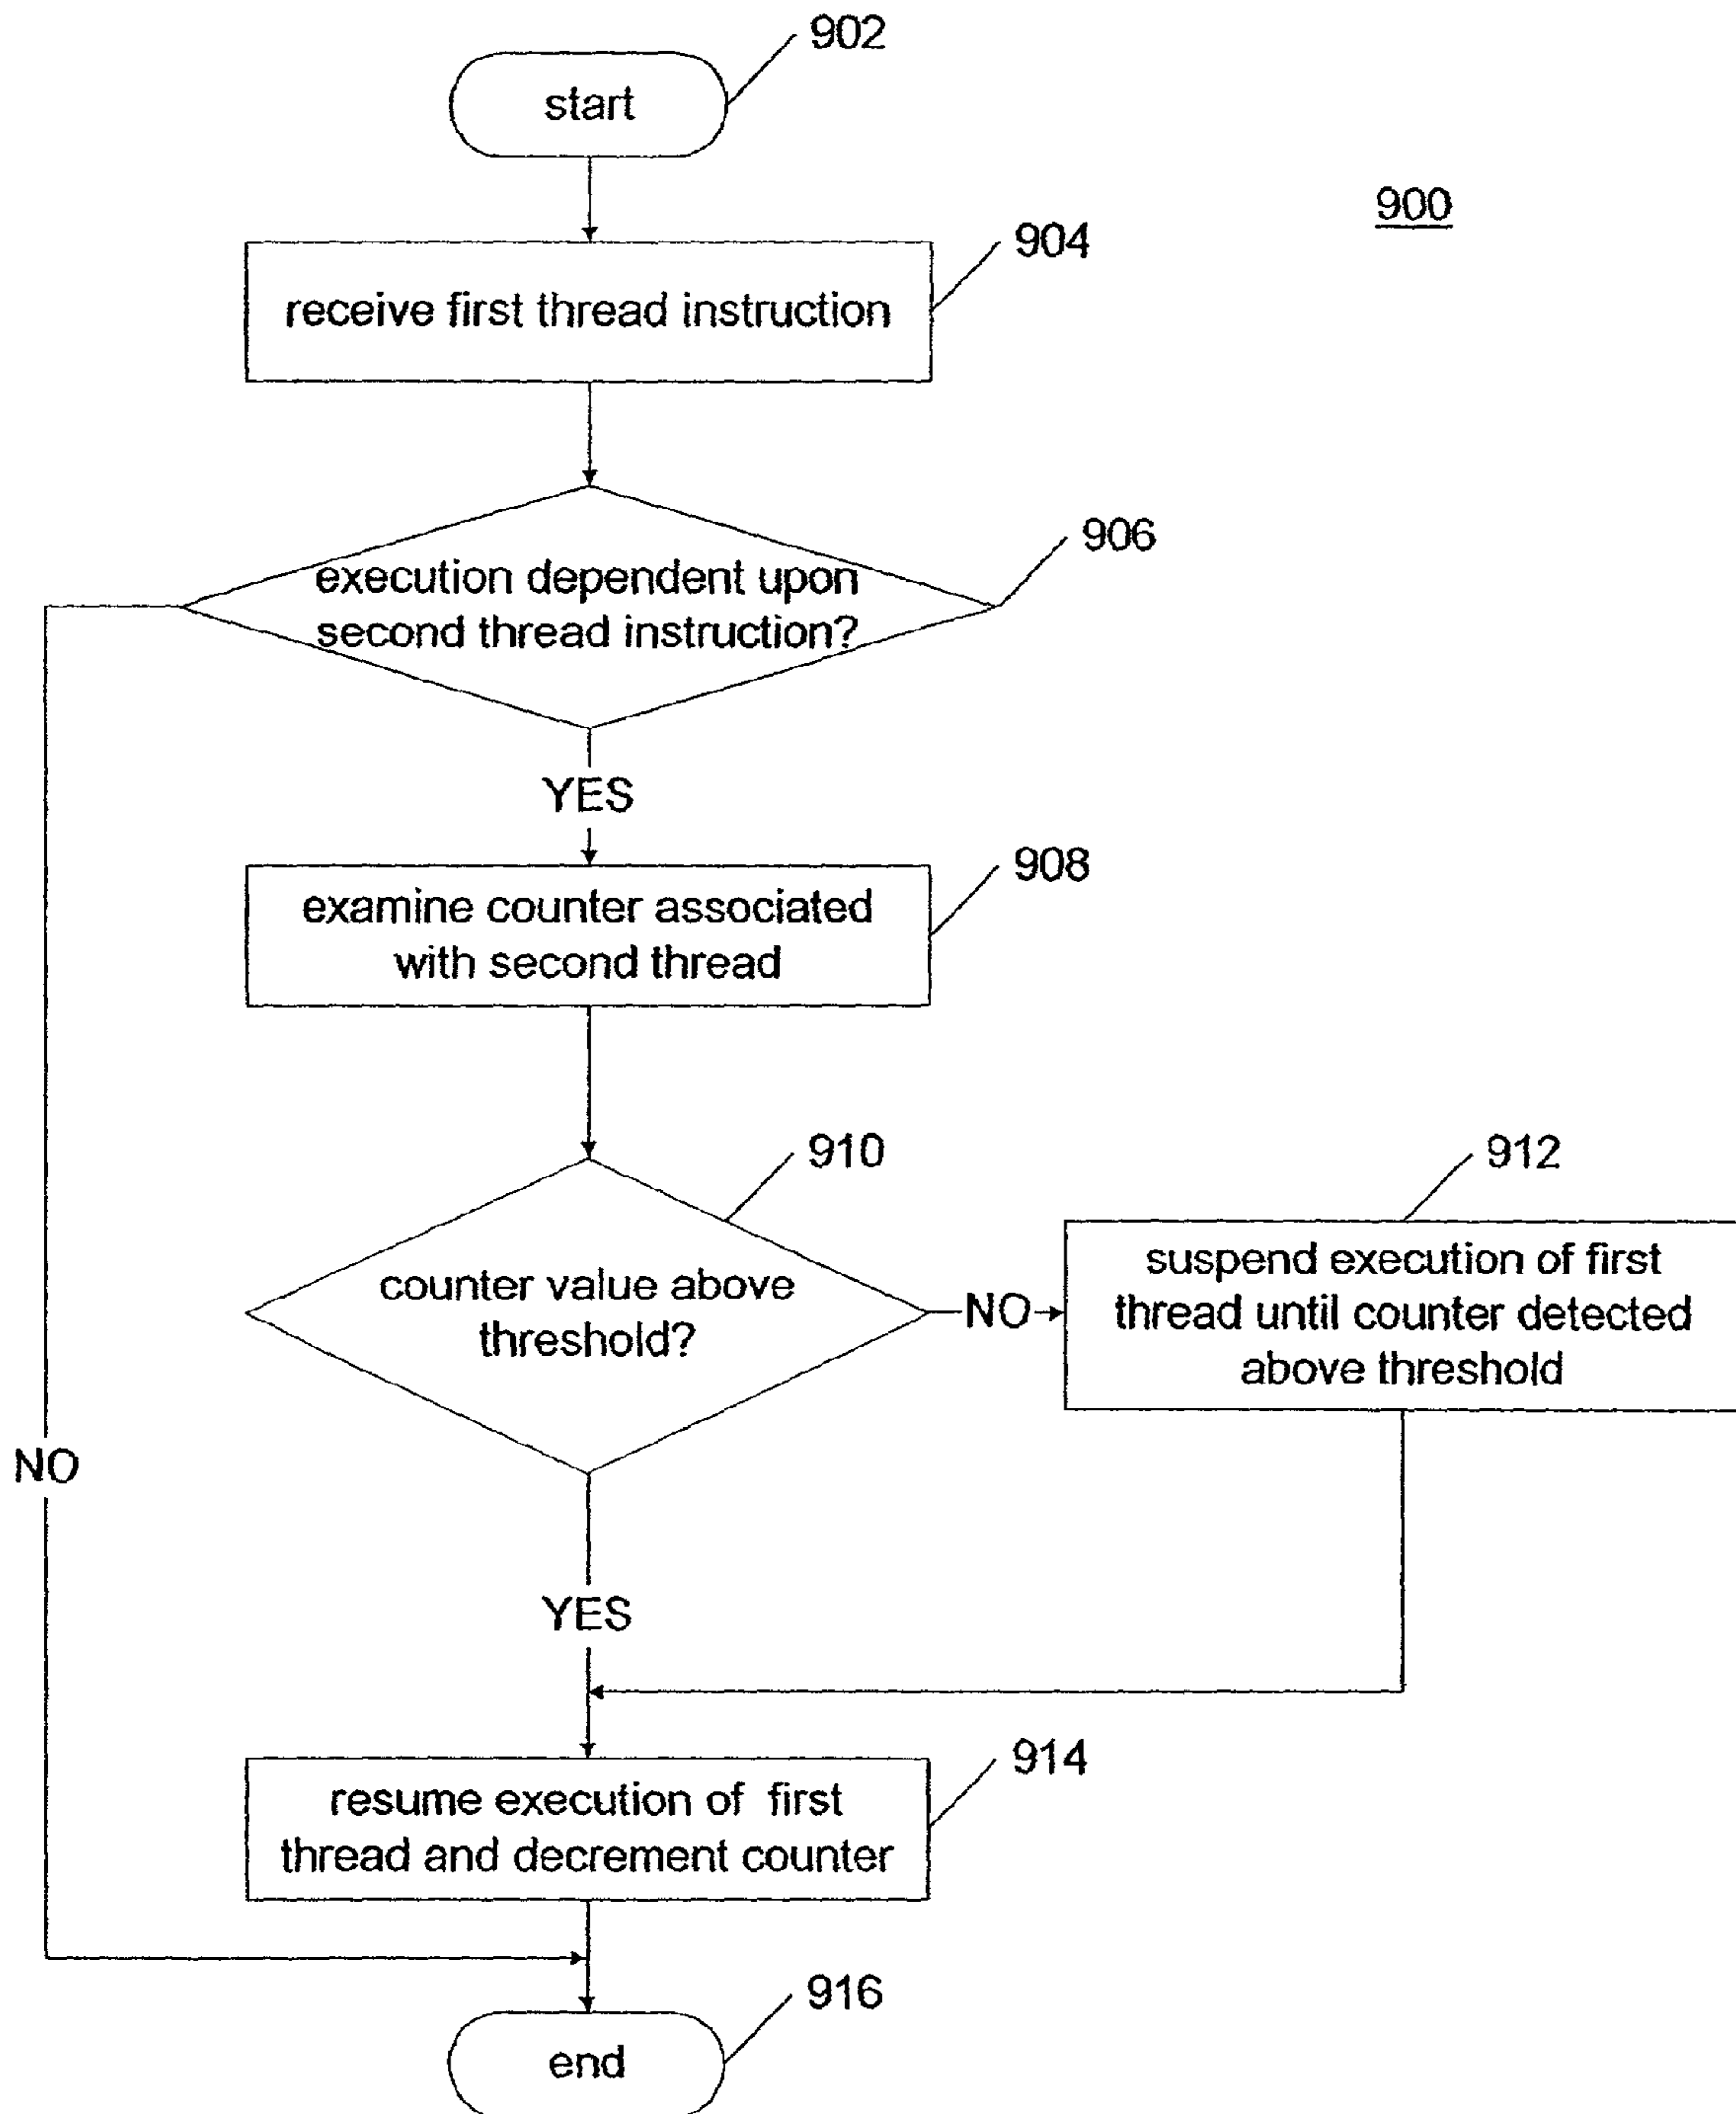 902
start
900
904
receive first thread instruction
906
execution dependent upon
second thread instruction?
YES
908
examine counter associated
with second thread
910
912
counter value above
threshold?
NO
suspend execution of first
thread until counter detected
above threshold
NO
YES
914
resume execution of first
thread and decrement counter
916
end